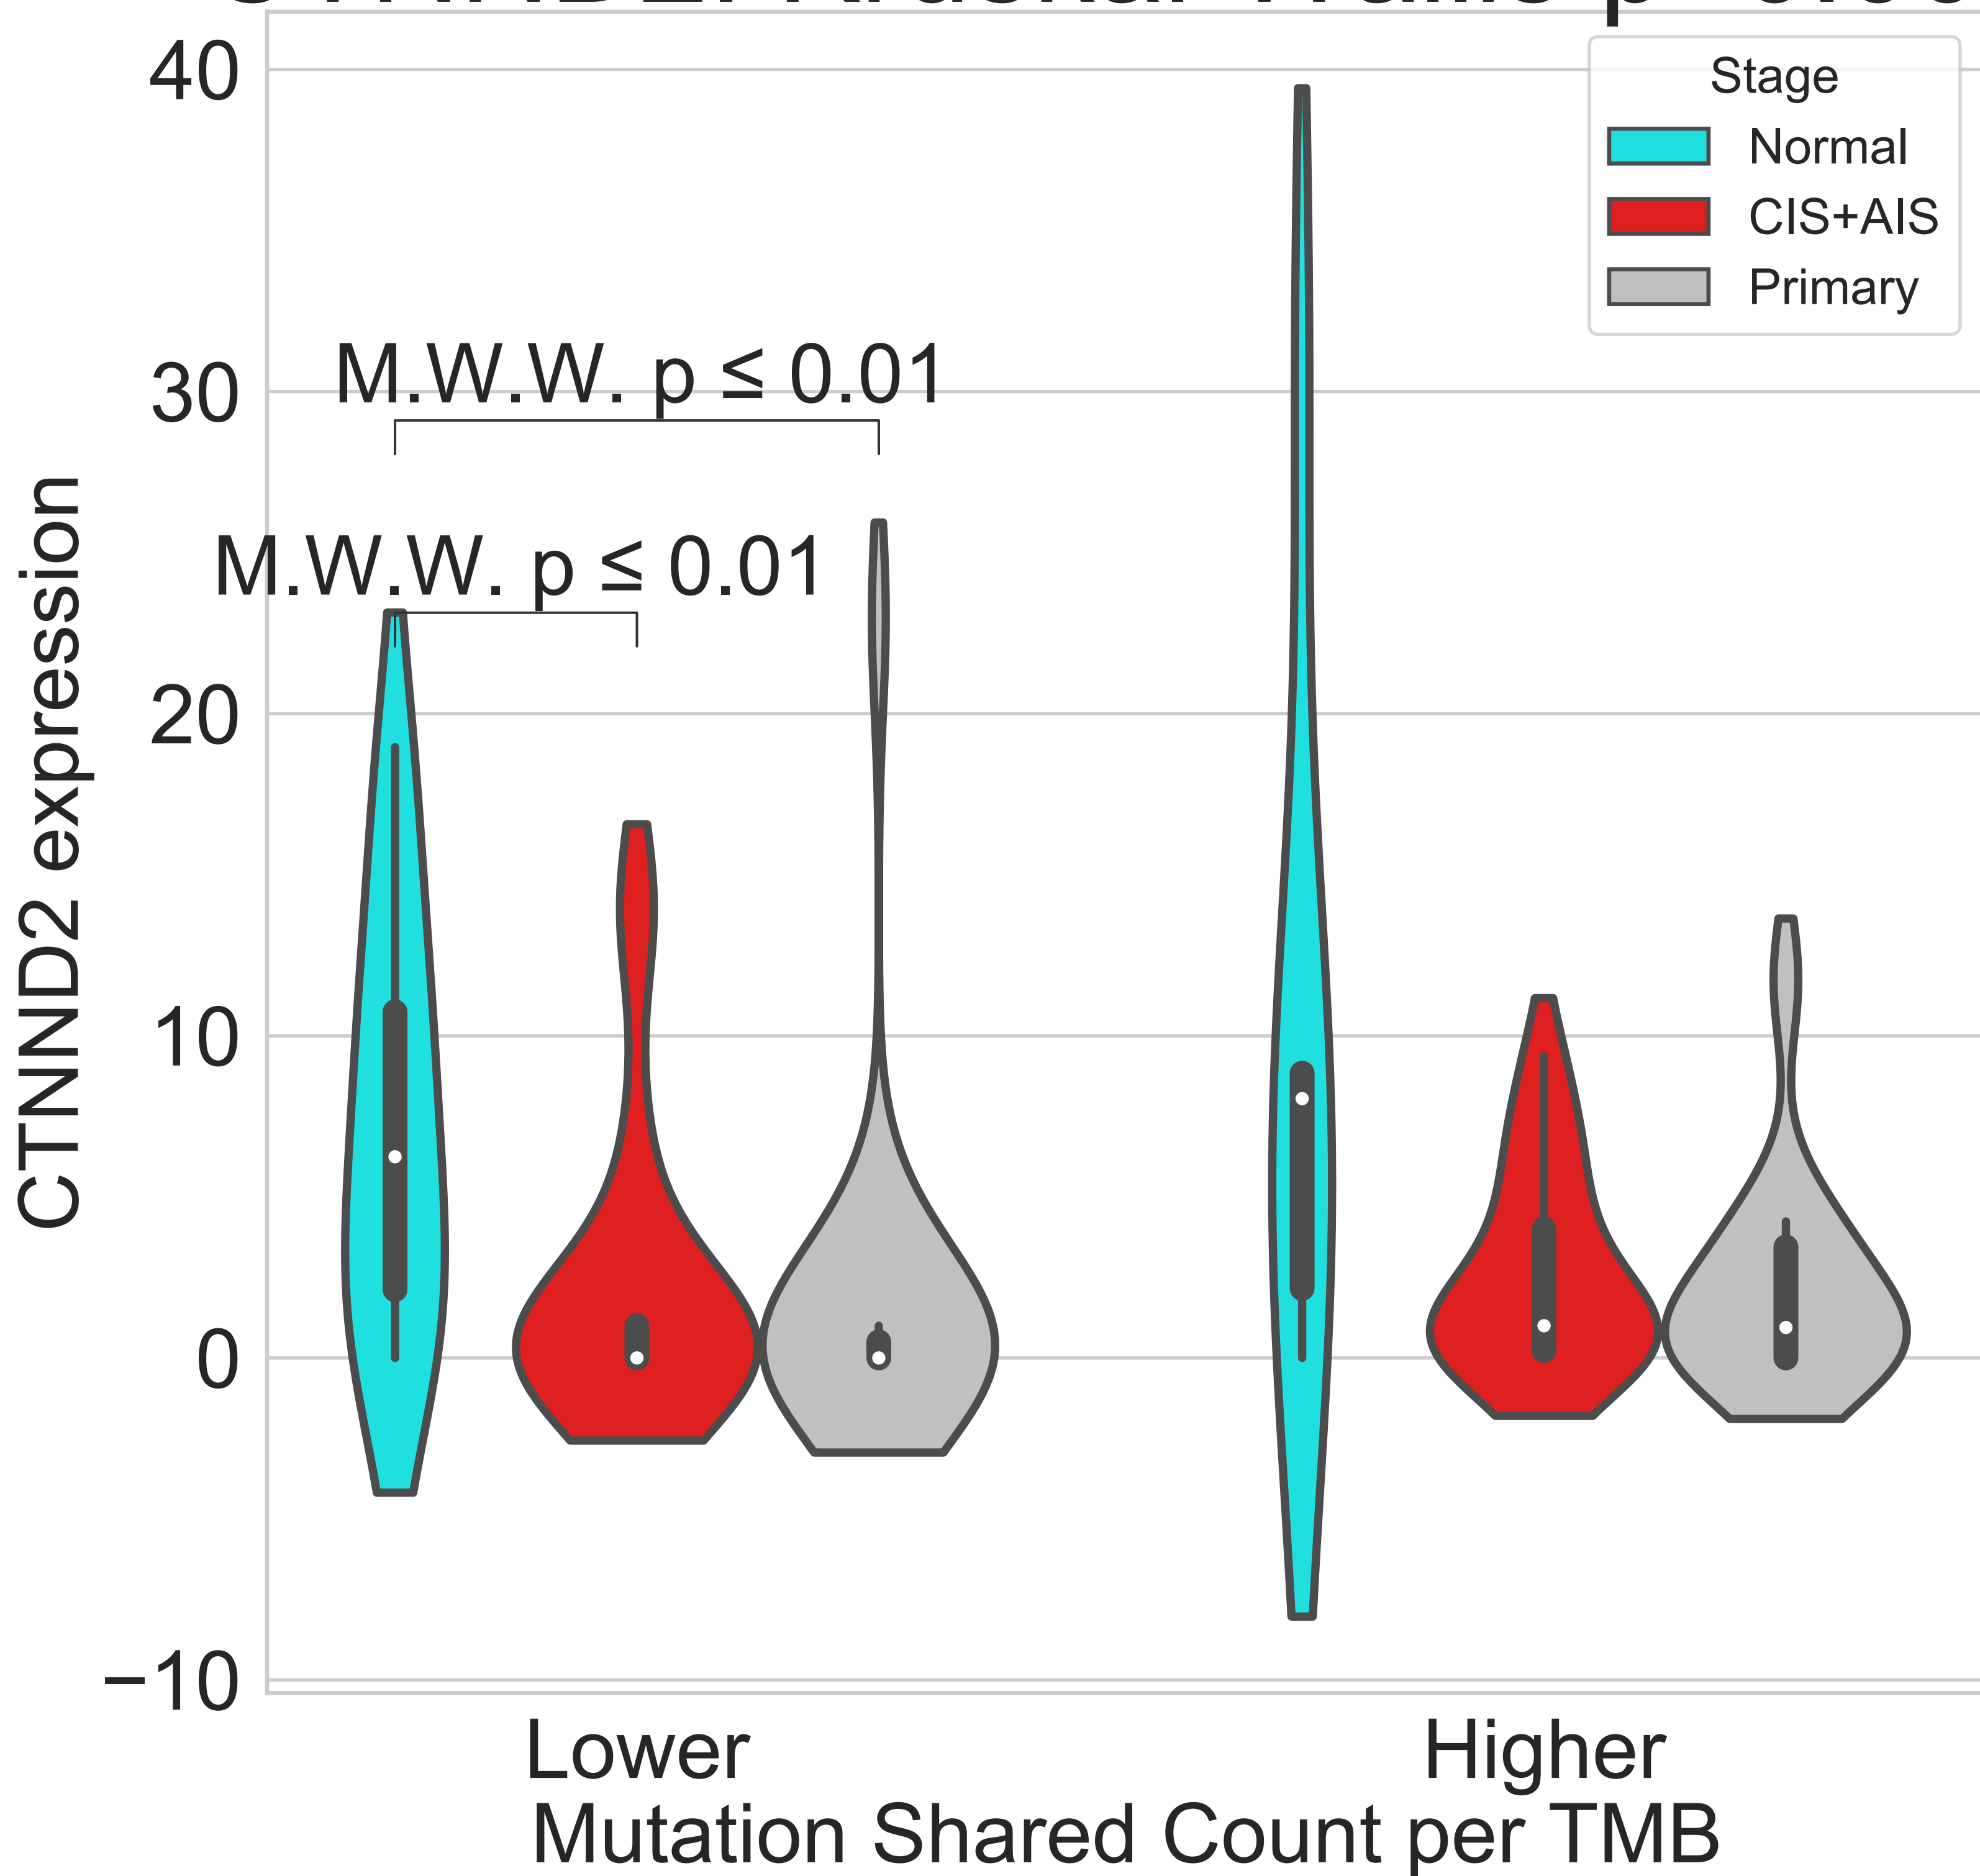 40
Stage
Normal
CIS+AIS
Primary
M.W.W. p ≤ 0.01
30
M.W.W. p ≤ 0.01
20
CTNND2 expression
10
0
−10
Lower Higher
Mutation Shared Count per TMB